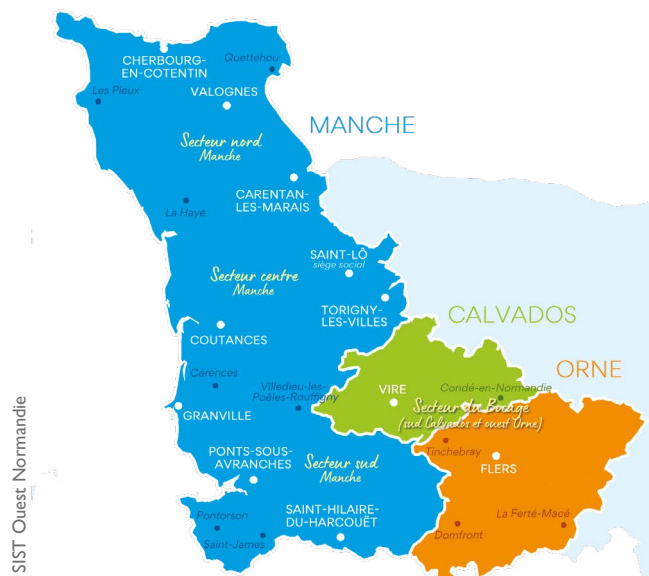 CHERBOURG-
EN-COTENTIN
Quettehou
Les Pieux
VALOGNES
MANCHE
Secteur nord
Manche
CARENTAN-
LES-MARAIS
La Haye
SAINT-LÔ
siège social
Secteur centre
Manche
TORIGNY-
LES-VILLES
CALVADOS
COUTANCES
ORNE
Cérences
Villedieu-les-
Poêles-Rouffigny
VIRE
Condé-en-Normandie
Secteur du Bocage
(sud Calvados et ouest Orne)
GRANVILLE
Tinchebray
PONTS-SOUS-
AVRANCHES
Secteur sud
Manche
FLERS
SAINT-HILAIRE-
DU-HARCOUËT
Pontorson
Saint-James
La Ferté-Macé
Domfront
SIST Ouest Normandie